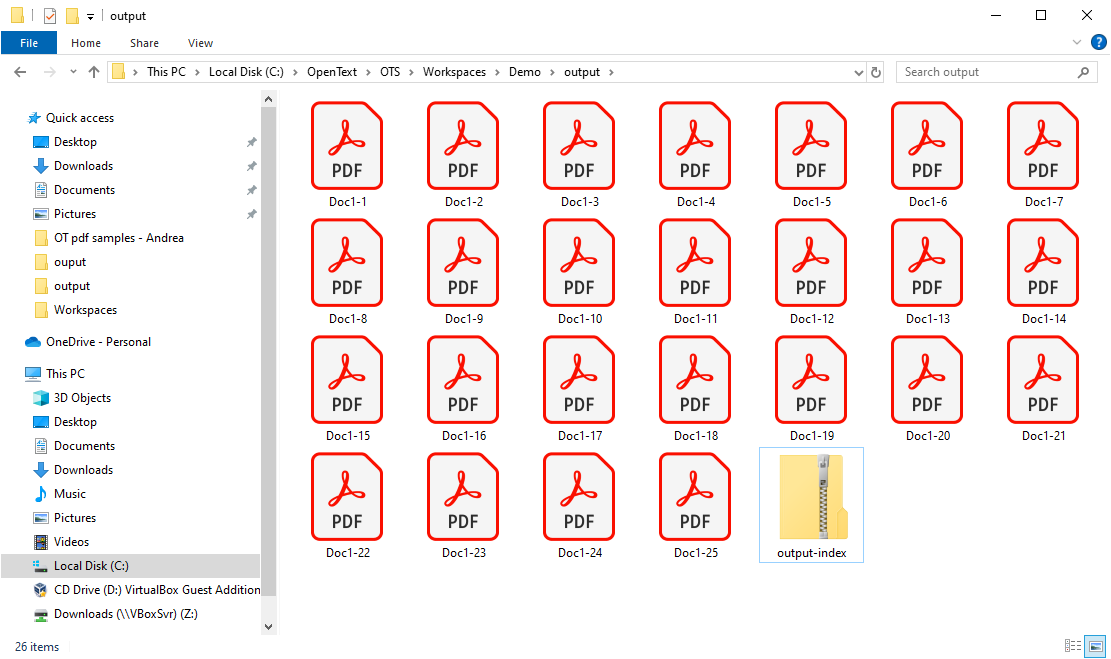 output
File Home Share View
This PC Local Disk (C:) OpenText OTS Workspaces Demo output
Search output
Quick access
Desktop
Downloads
Documents
Pictures
OT pdf samples - Andrea
ouput
output
Workspaces
OneDrive - Personal
This PC
3D Objects
Desktop
Documents
Downloads
Music
Pictures
Videos
Local Disk (C:)
CD Drive (D:) VirtualBox Guest Addition
Downloads (\\VBoxSvr) (Z:)
PDF PDF PDF PDF PDF PDF PDF
Doc1-1 Doc1-2 Doc1-3 Doc1-4 Doc1-5 Doc1-6 Doc1-7
PDF PDF PDF PDF PDF PDF PDF
Doc1-8 Doc1-9 Doc1-10 Doc1-11 Doc1-12 Doc1-13 Doc1-14
PDF PDF PDF PDF PDF PDF PDF
Doc1-15 Doc1-16 Doc1-17 Doc1-18 Doc1-19 Doc1-20 Doc1-21
PDF PDF PDF PDF
Doc1-22 Doc1-23 Doc1-24 Doc1-25 output-index
26 items